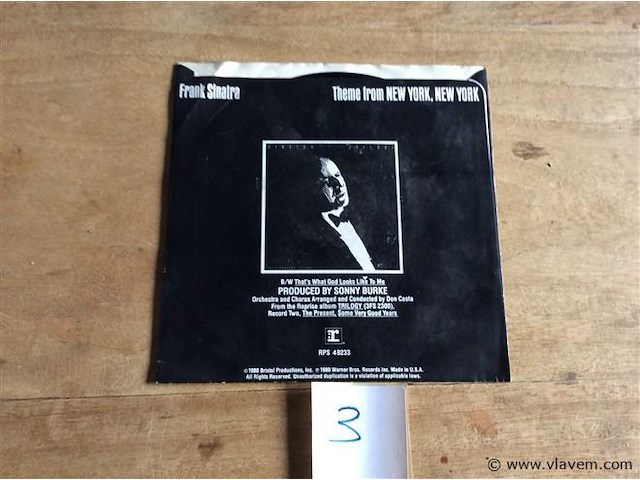 Frank Sinatra
Theme from NEW YORK, NEW YORK
SINATRA TRILOGY
B/W That's What God Looks Like To Me
PRODUCED BY SONNY BURKE
Orchestra and Chorus Arranged and Conducted by Don Costa
From the Reprise album TRILOGY (3FS 2300),
Record Two, The Present, Some Very Good Years
r
RPS 49233
© 1980 Bristol Productions, Inc. ℗ 1980 Warner Bros. Records Inc. Made in U.S.A.
All Rights Reserved. Unauthorized duplication is a violation of applicable laws.
3
© www.vlavem.com